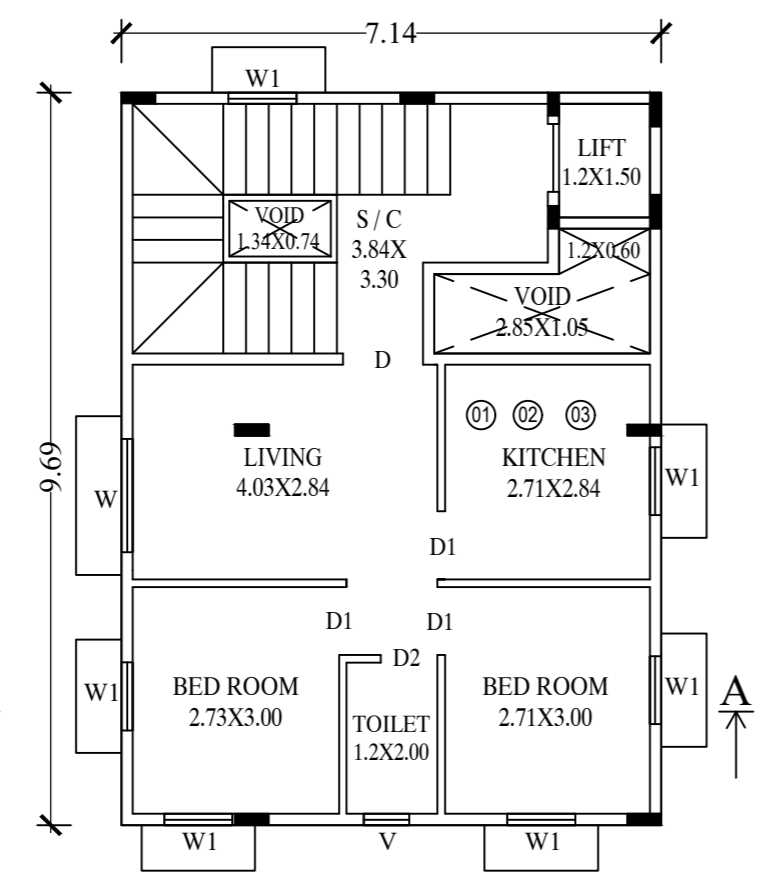 7.14
W1
LIFT
1.2X1.50
VOID
1.34X0.74
S / C
3.84X
3.30
1.2X0.60
VOID
2.85X1.05
D
9.69
01 02 03
LIVING
4.03X2.84
KITCHEN
2.71X2.84
W
W1
D1
D1
D1
D2
W1
BED ROOM
2.73X3.00
BED ROOM
2.71X3.00
W1
A
TOILET
1.2X2.00
W1
V
W1